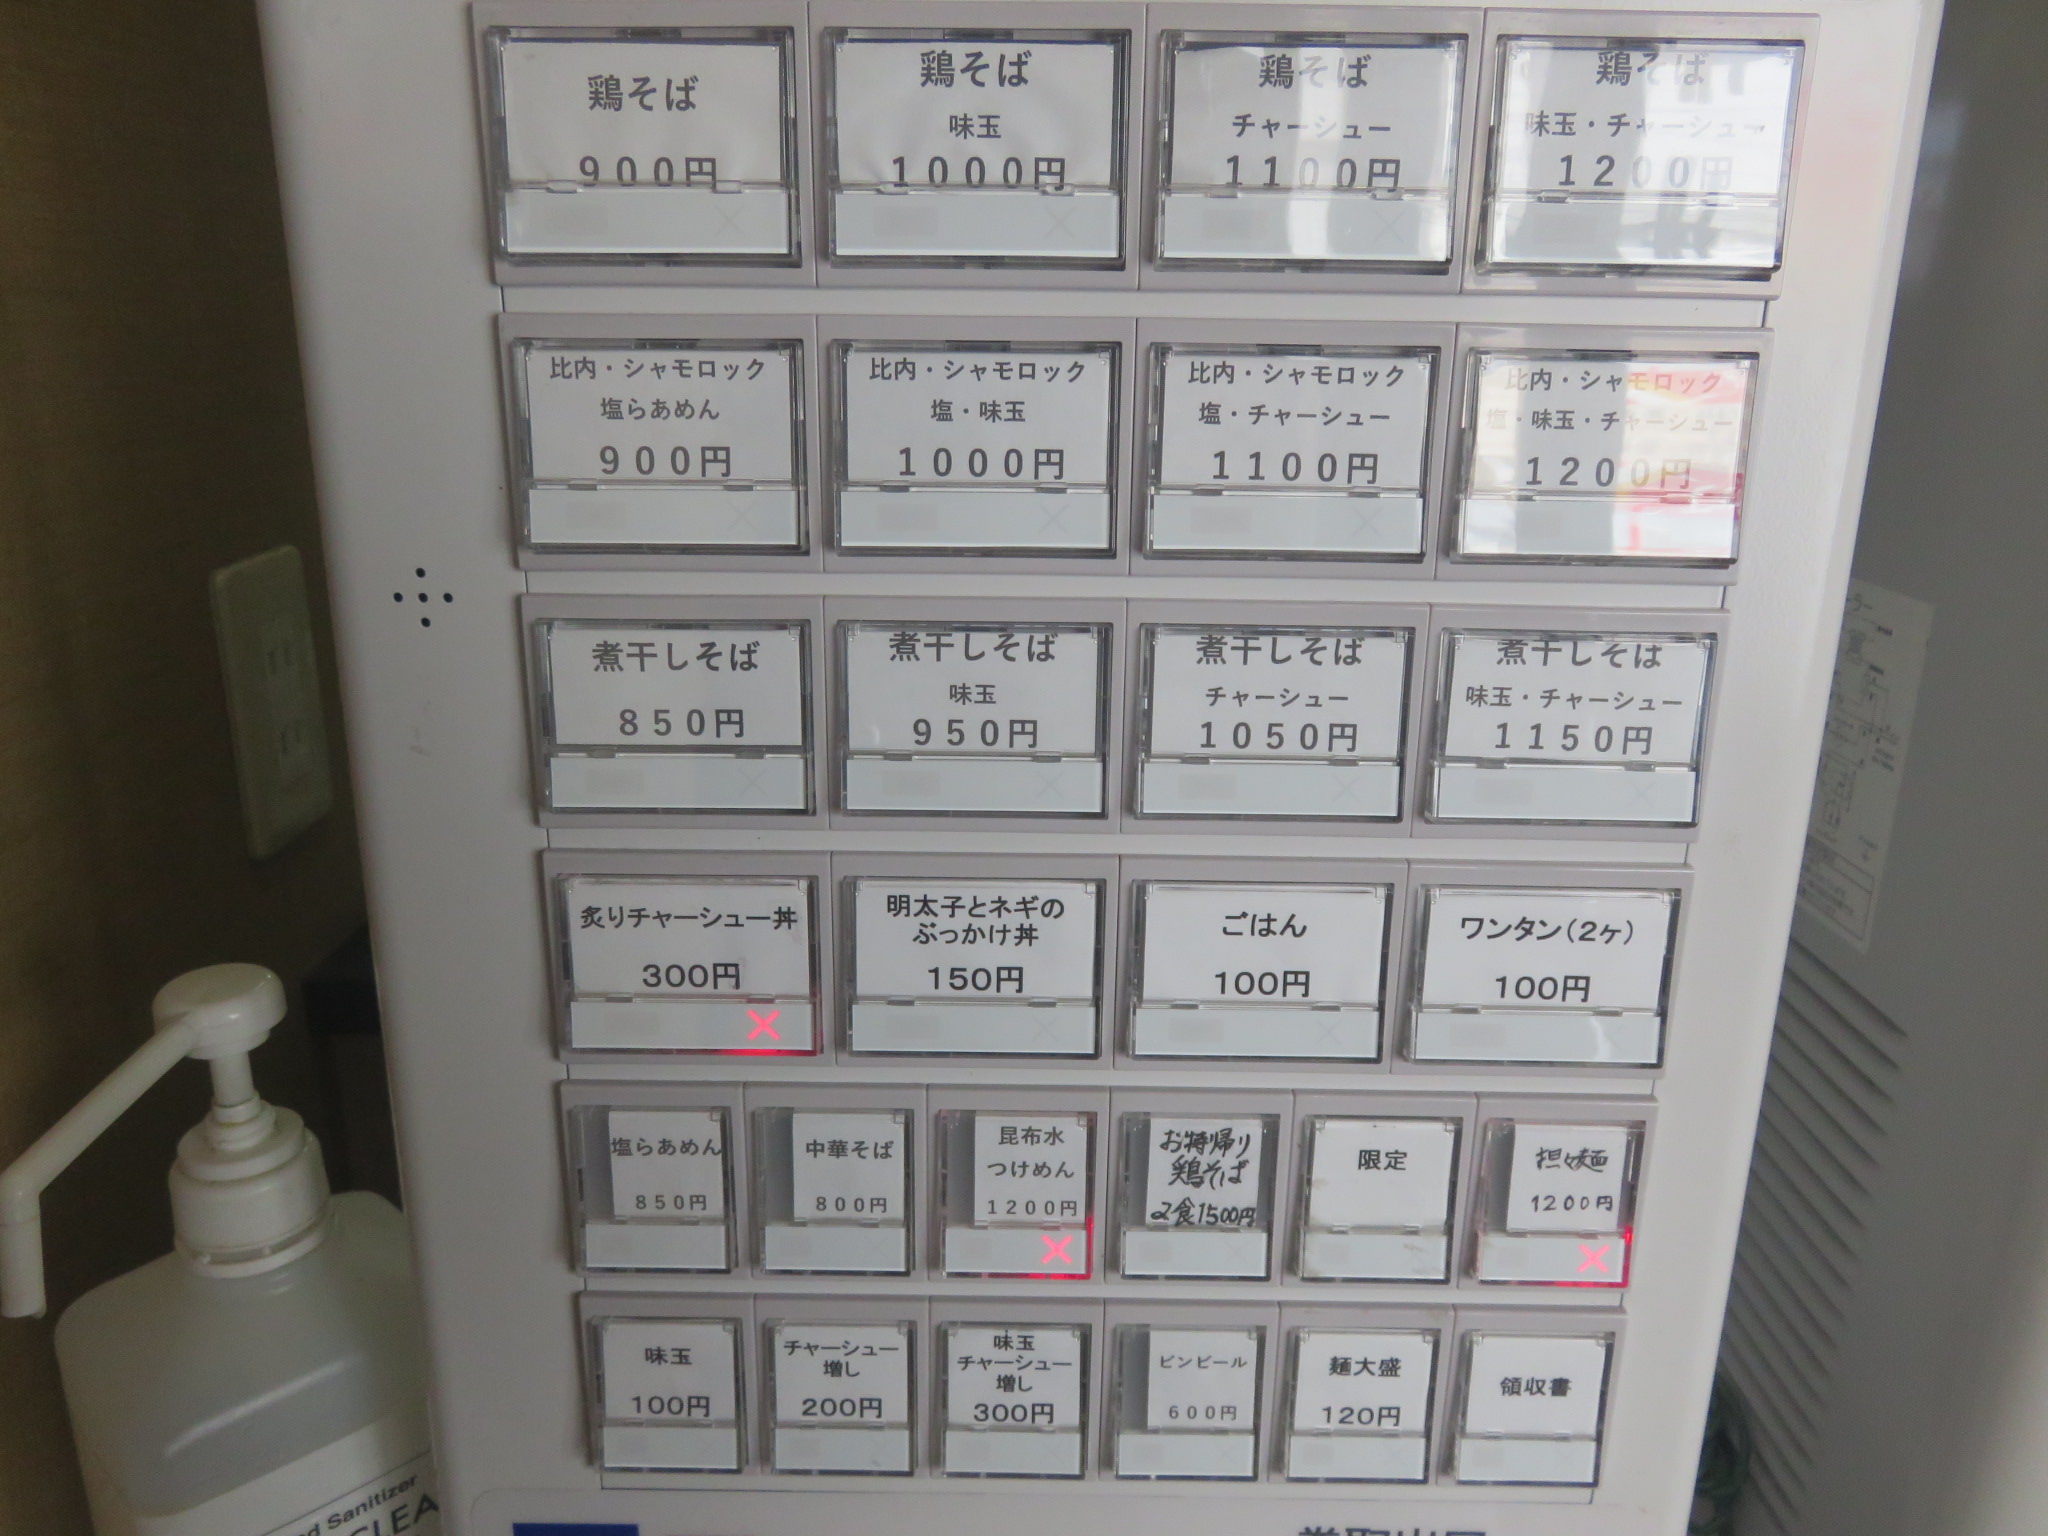 鶏そば
900円
鶏そば
味玉
1000円
鶏そば
チャーシュー
1100円
鶏そば
味玉・チャーシュー
1200円
比内・シャモロック
塩らあめん
900円
比内・シャモロック
塩・味玉
1000円
比内・シャモロック
塩・チャーシュー
1100円
比内・シャモロック
塩・味玉・チャーシュー
1200円
煮干しそば
850円
煮干しそば
味玉
950円
煮干しそば
チャーシュー
1050円
煮干しそば
味玉・チャーシュー
1150円
炙りチャーシュー丼
300円
×
明太子とネギの
ぶっかけ丼
150円
ごはん
100円
ワンタン(2ヶ)
100円
塩らあめん
850円
中華そば
800円
昆布水
つけめん
1200円
×
お持帰り
鶏そば
2食1500円
限定
担々麺
1200円
×
味玉
100円
チャーシュー
増し
200円
味玉
チャーシュー
増し
300円
ビンビール
600円
麺大盛
120円
領収書
Sanitizer
CLEA